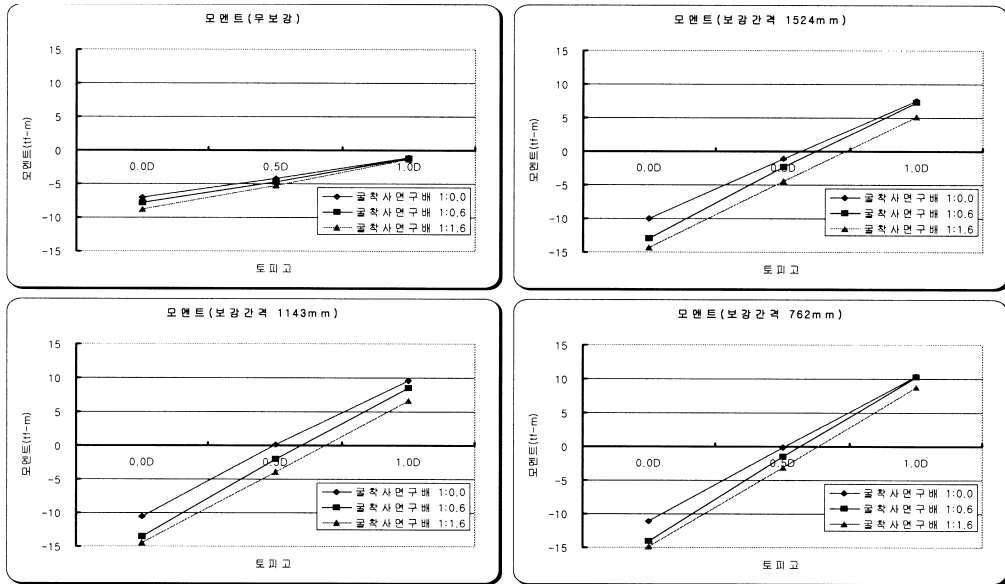 모멘트(무보강)
15
10
5
0
-5
-10
-15
모멘트(tf-m)
0.0D
0.5D
1.0D
굴착사면구배 1:0.0
굴착사면구배 1:0.6
굴착사면구배 1:1.6
토피고
모멘트(보강간격 1524mm)
15
10
5
0
-5
-10
-15
모멘트(tf-m)
0.0D
0.5D
1.0D
굴착사면구배 1:0.0
굴착사면구배 1:0.6
굴착사면구배 1:1.6
토피고
모멘트(보강간격 1143mm)
15
10
5
0
-5
-10
-15
모멘트(tf-m)
0.0D
0.5D
1.0D
굴착사면구배 1:0.0
굴착사면구배 1:0.6
굴착사면구배 1:1.6
토피고
모멘트(보강간격 762mm)
15
10
5
0
-5
-10
-15
모멘트(tf-m)
0.0D
0.5D
1.0D
굴착사면구배 1:0.0
굴착사면구배 1:0.6
굴착사면구배 1:1.6
토피고